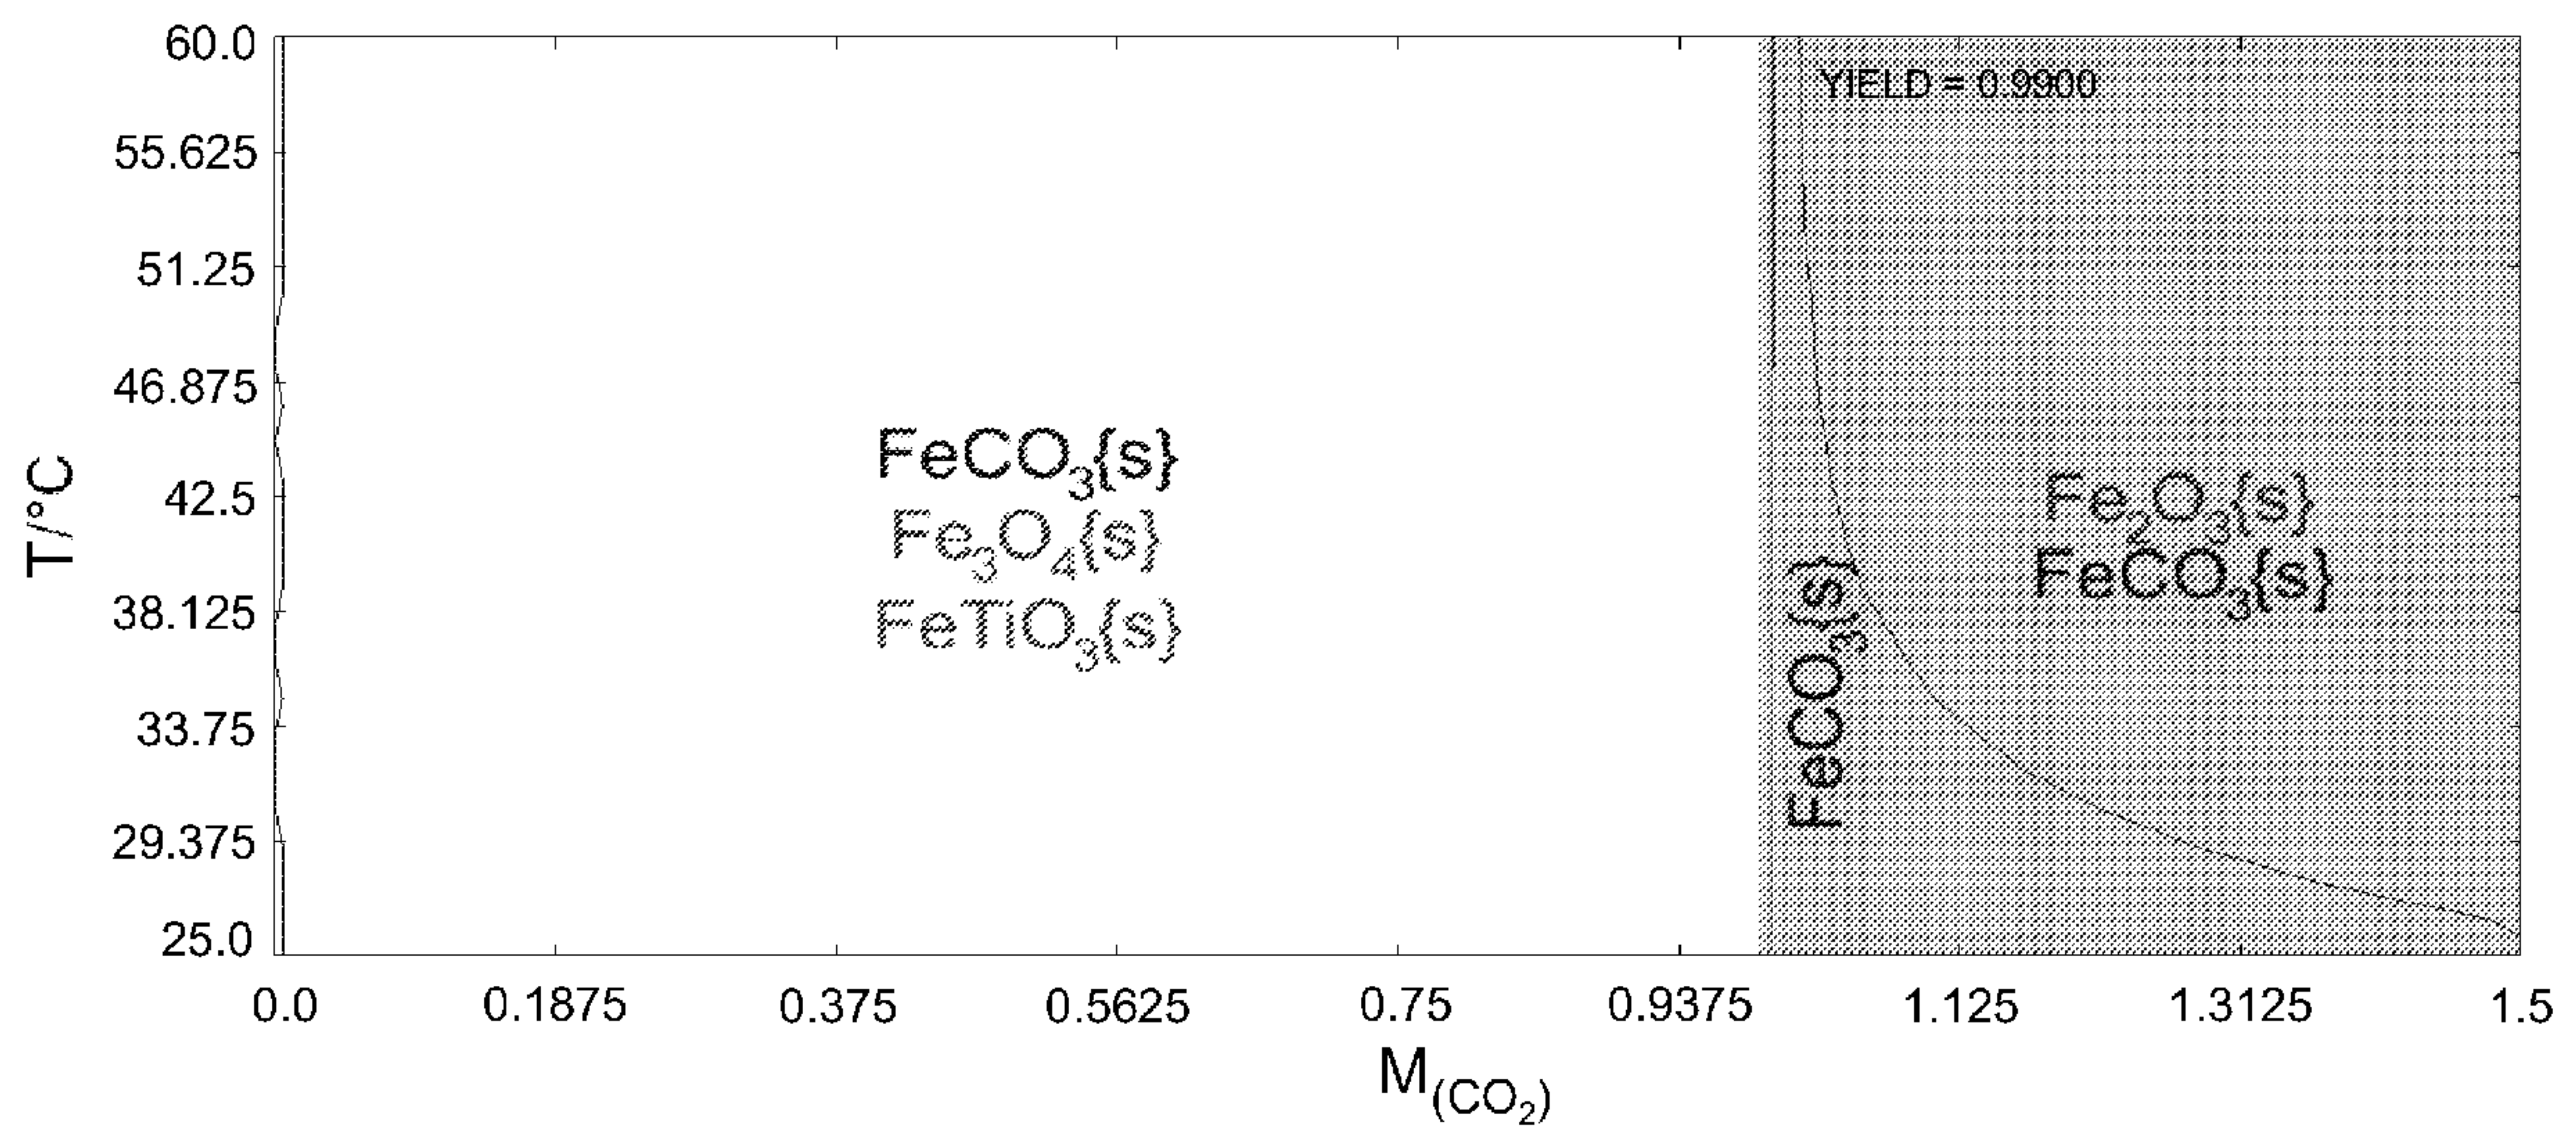 60.0
55.625
51.25
46.875
42.5
38.125
33.75
29.375
25.0
T/°C
YIELD = 0.9900
FeCO₃{s}
Fe₃O₄{s}
FeTiO₃{s}
FeCO₃{s}
Fe₂O₃{s}
FeCO₃{s}
0.0 0.1875 0.375 0.5625 0.75 0.9375 1.125 1.3125 1.5
M(CO₂)